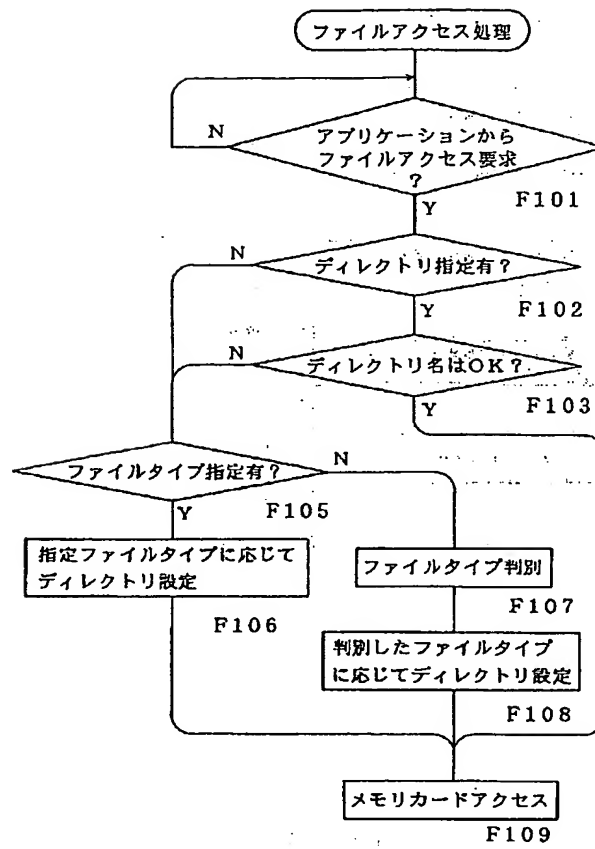 ファイルアクセス処理
N
アプリケーションから
ファイルアクセス要求
?
F101
Y
N
ディレクトリ指定有?
F102
Y
N
ディレクトリ名はOK?
F103
Y
ファイルタイプ指定有?
N
Y
F105
指定ファイルタイプに応じて
ディレクトリ設定
F106
ファイルタイプ判別
F107
判別したファイルタイプ
に応じてディレクトリ設定
F108
メモリカードアクセス
F109